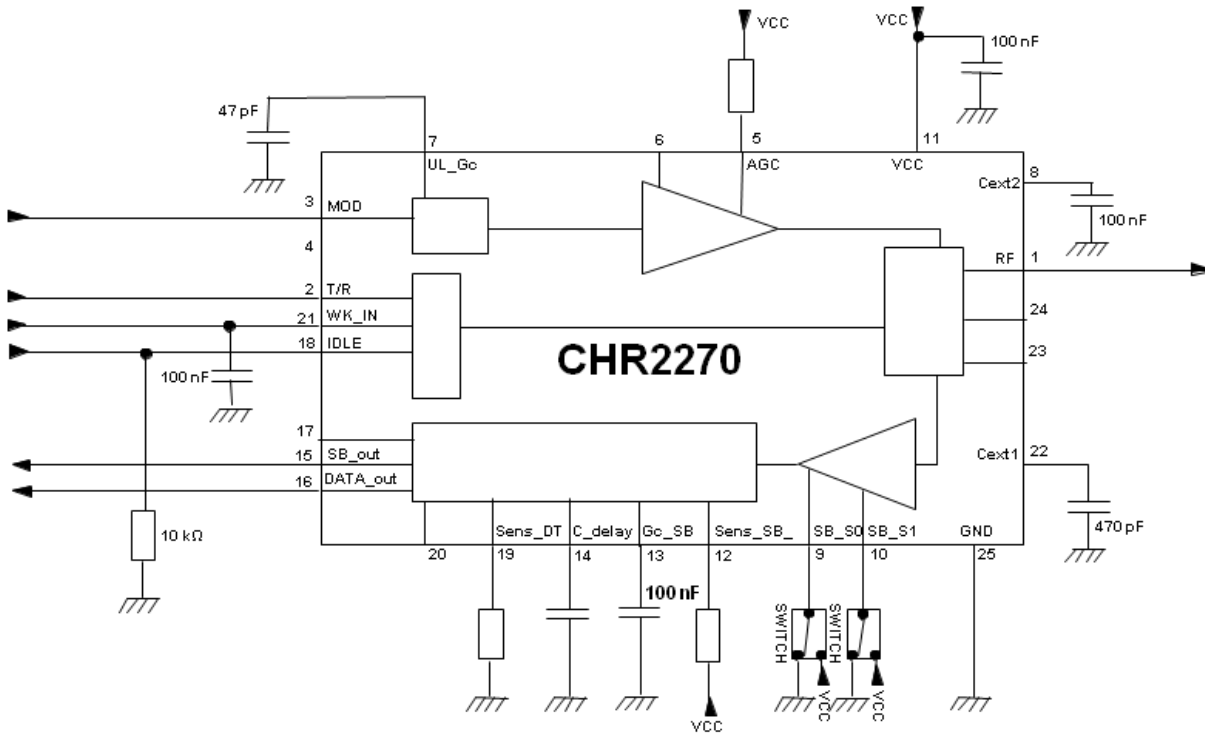 VCC
VCC
100 nF
47 pF
7
6
5
11
UL_Gc
AGC
VCC
8
Cext2
3
MOD
100 nF
4
RF
1
2
T/R
24
21
WK_IN
18
IDLE
23
CHR2270
100 nF
17
15
SB_out
Cext1
22
16
DATA_out
10 kΩ
470 pF
Sens_DT
C_delay
Gc_SB
Sens_SB_
SB_S0
SB_S1
GND
20
19
14
13
12
9
10
25
100 nF
SWITCH
SWITCH
VCC
VCC
VCC